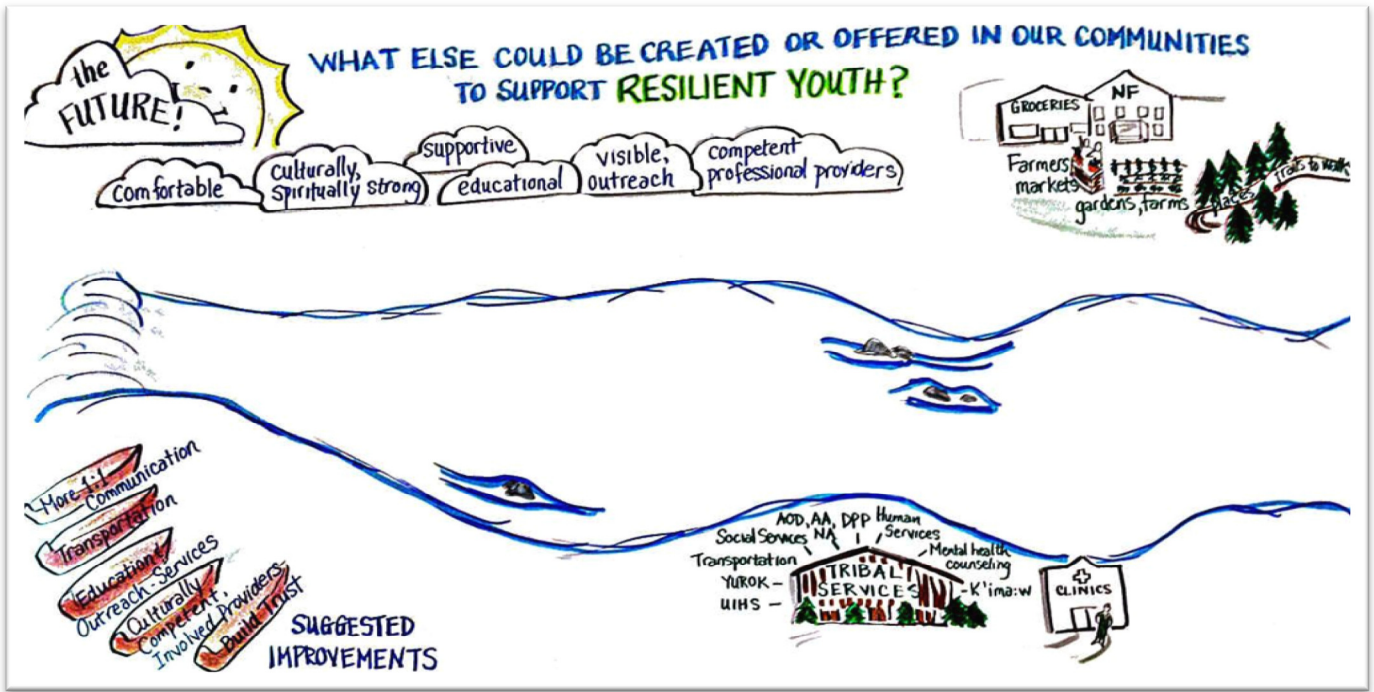 WHAT ELSE COULD BE CREATED OR OFFERED IN OUR COMMUNITIES
TO SUPPORT RESILIENT YOUTH?
the
FUTURE!
comfortable
culturally,
spiritually strong
supportive
educational
visible,
outreach
competent
professional providers
GROCERIES
NF
Farmers
markets
gardens, farms
places
Trails to Walk
More 1:1
Communication
Transportation
Education,
Outreach-Services
Culturally
Competent,
Involved Providers
Build Trust
SUGGESTED
IMPROVEMENTS
AOD, AA, DPP Human
Social Services NA Services
Transportation
Mental health
counseling
YUROK
UIHS
K'ima:w
TRIBAL
SERVICES
CLINICS